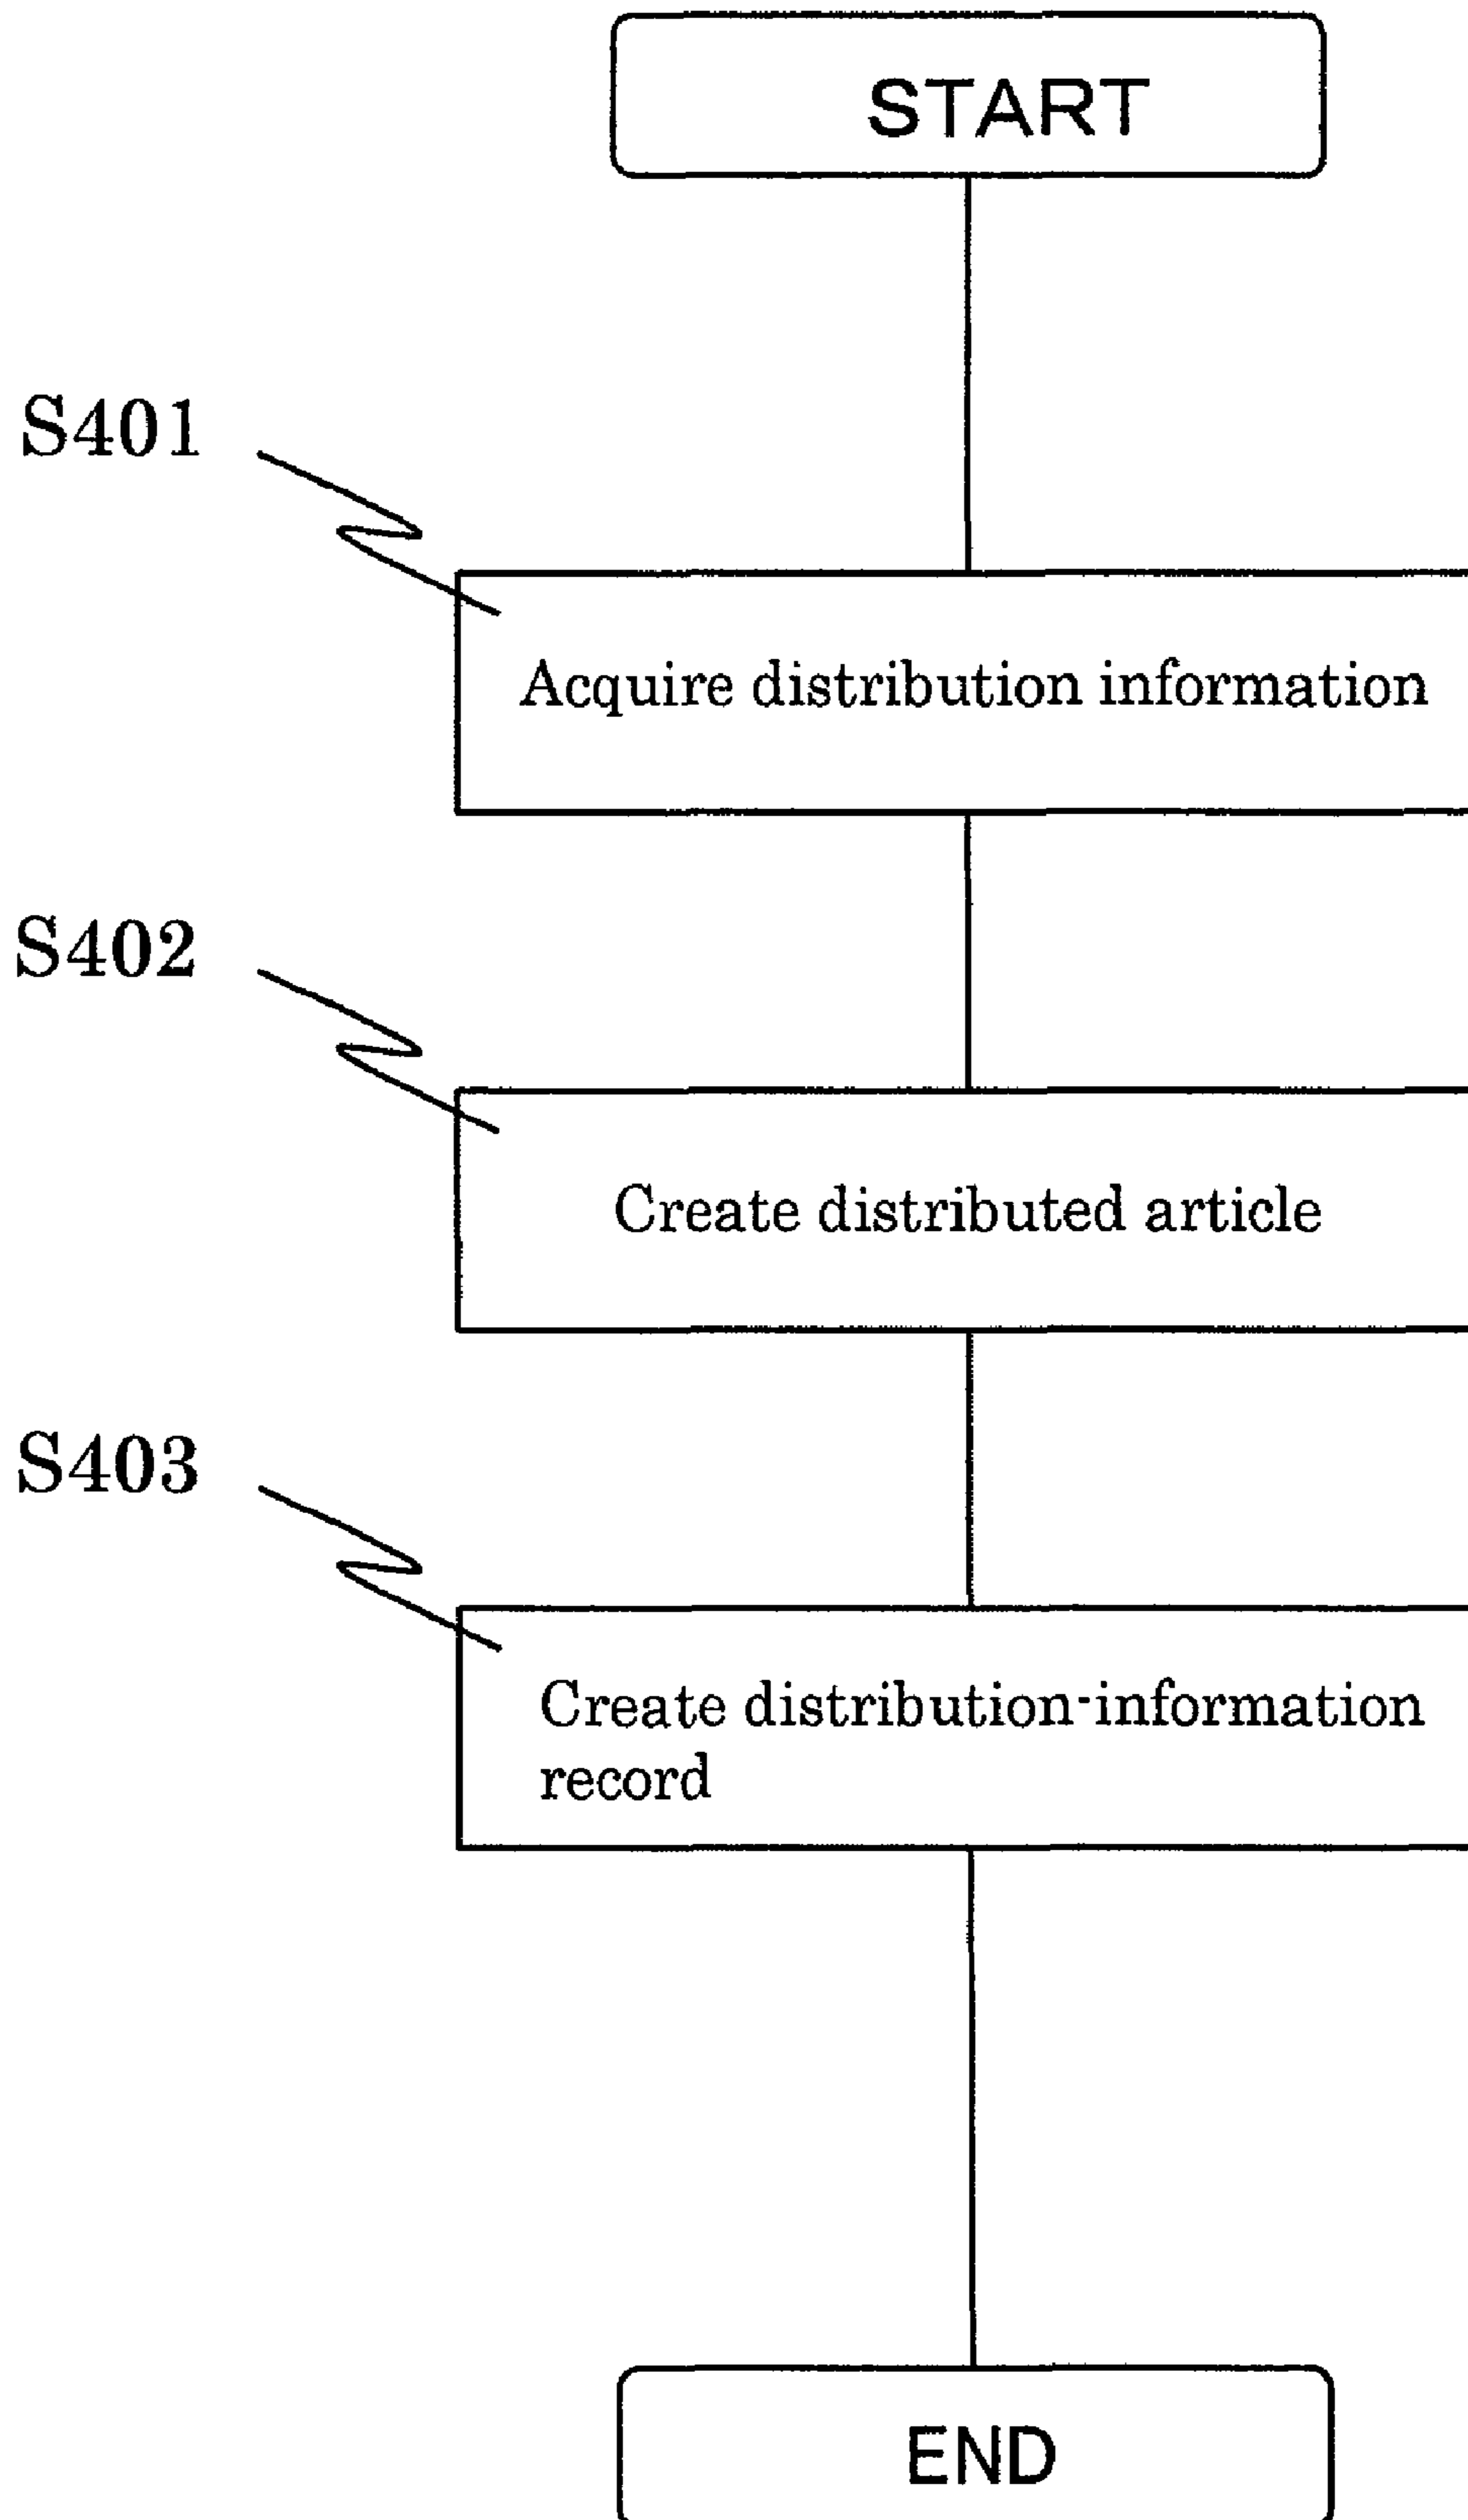 START
S401
Acquire distribution information
S402
Create distributed article
S403
Create distribution-information
record
END